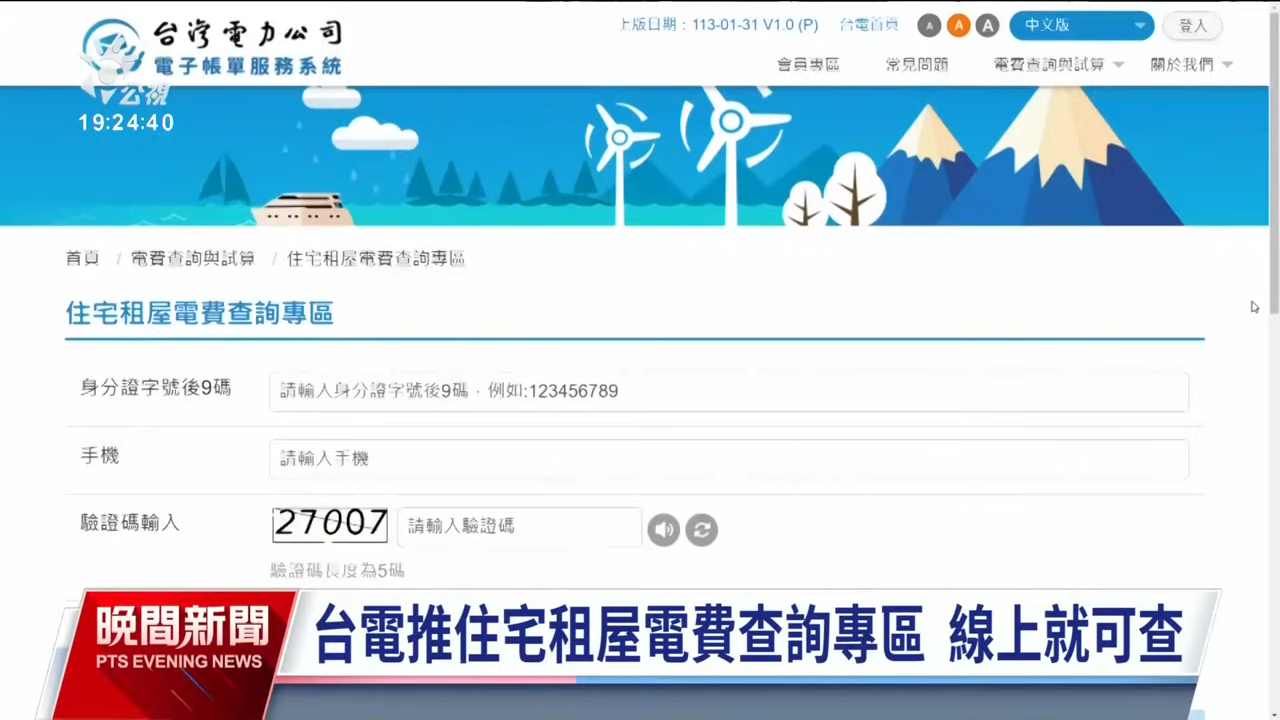 台灣電力公司
電子帳單服務系統
公視
19:24:40
上版日期：113-01-31 V1.0 (P) 台電首頁 A A A 中文版 登入
會員專區 常見問題 電費查詢與試算 關於我們
首頁 / 電費查詢與試算 / 住宅租屋電費查詢專區
住宅租屋電費查詢專區
身分證字號後9碼 請輸入身分證字號後9碼，例如:123456789
手機 請輸入手機
驗證碼輸入 27007 請輸入驗證碼
驗證碼長度為5碼
晚間新聞
PTS EVENING NEWS
台電推住宅租屋電費查詢專區 線上就可查